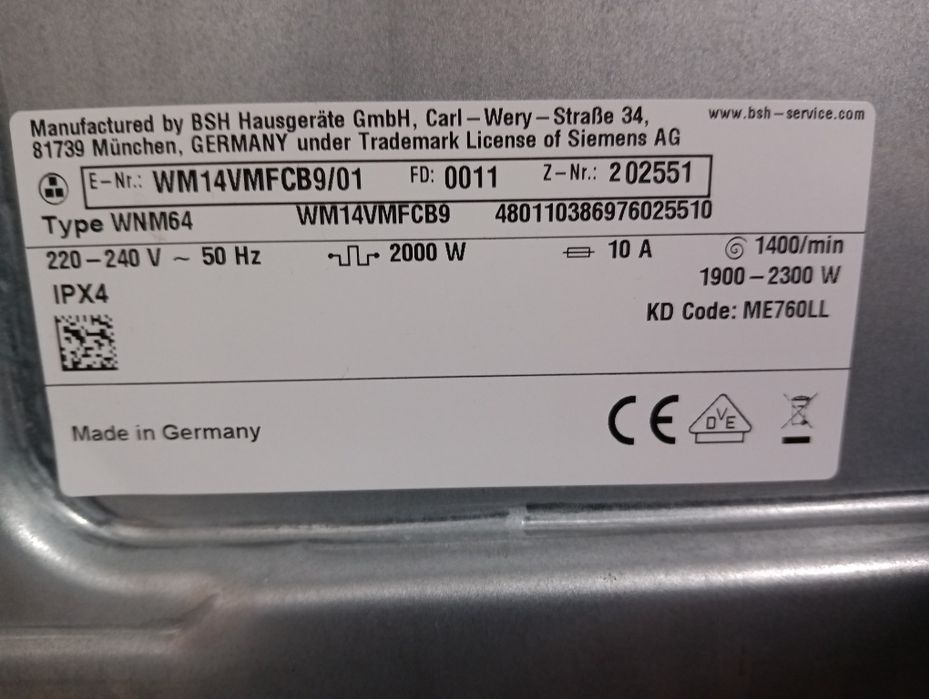 Manufactured by BSH Hausgeräte GmbH, Carl-Wery-Straße 34,
www.bsh-service.com
81739 München, GERMANY under Trademark License of Siemens AG
E-Nr.: WM14VMFCB9/01 FD: 0011 Z-Nr.: 202551
Type WNM64 WM14VMFCB9 480110386976025510
220-240 V ~ 50 Hz 2000 W 10 A 1400/min
1900-2300 W
IPX4
KD Code: ME760LL
Made in Germany CE DVE